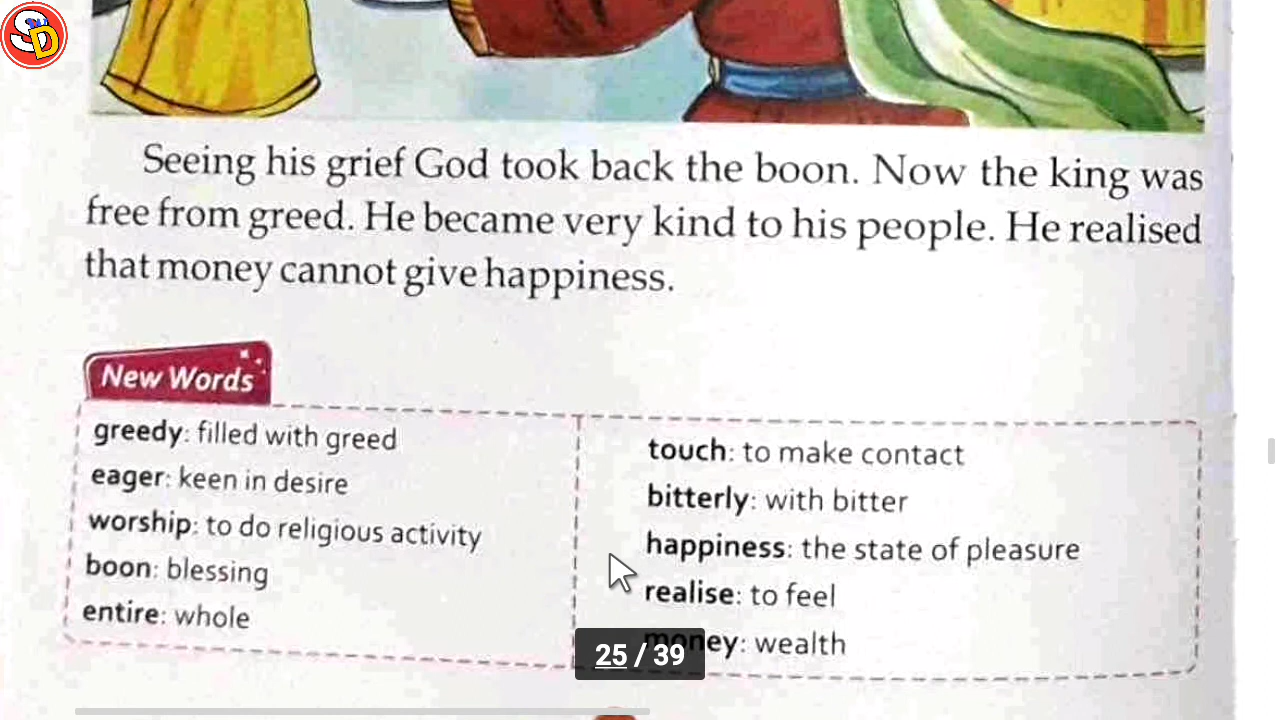 SD
Seeing his grief God took back the boon. Now the king was
free from greed. He became very kind to his people. He realised
that money cannot give happiness.
New Words
greedy: filled with greed
eager: keen in desire
worship: to do religious activity
boon: blessing
entire: whole
touch: to make contact
bitterly: with bitter
happiness: the state of pleasure
realise: to feel
money: wealth
25 / 39